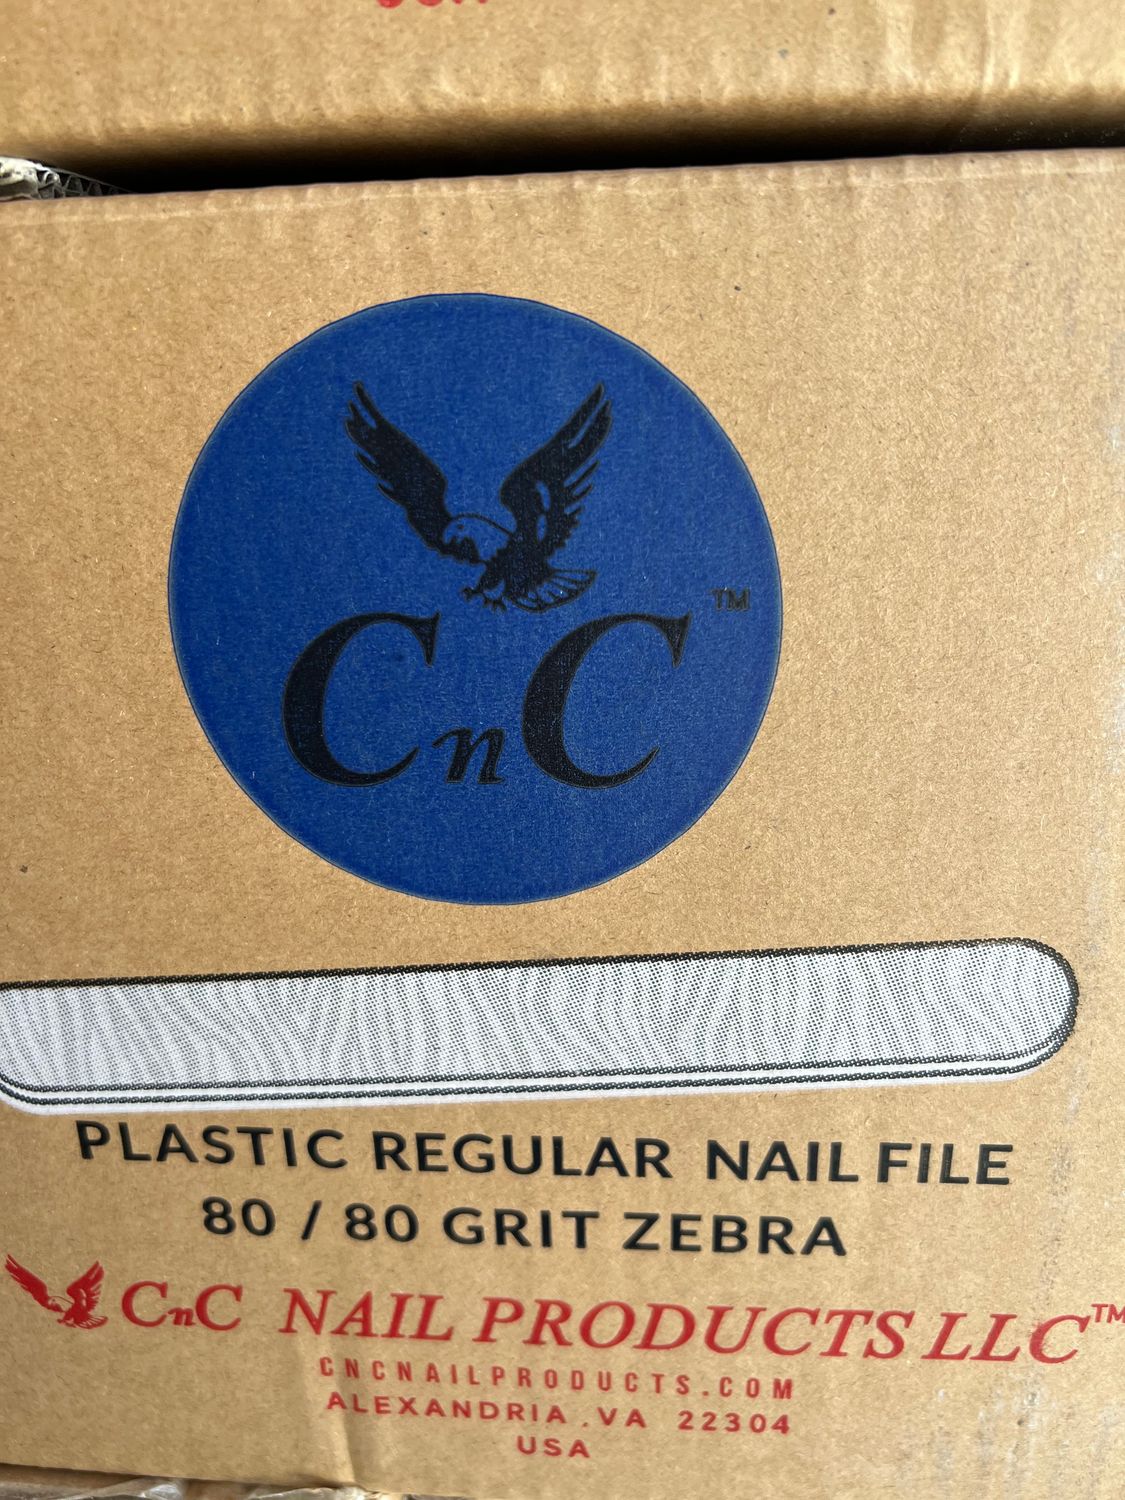 CnC™
PLASTIC REGULAR NAIL FILE
80 / 80 GRIT ZEBRA
CnC NAIL PRODUCTS LLC™
CNCNAILPRODUCTS.COM
ALEXANDRIA .VA 22304
USA